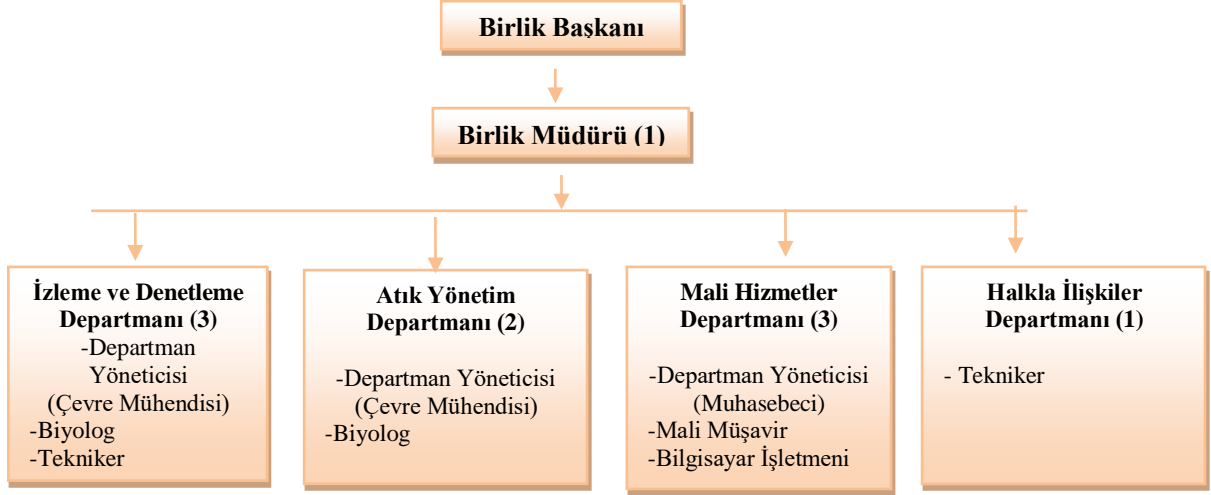 Birlik Başkanı
Birlik Müdürü (1)
İzleme ve Denetleme
Departmanı (3)
-Departman
Yöneticisi
(Çevre Mühendisi)
-Biyolog
-Tekniker
Atık Yönetim
Departmanı (2)
-Departman Yöneticisi
(Çevre Mühendisi)
-Biyolog
Mali Hizmetler
Departmanı (3)
-Departman Yöneticisi
(Muhasebeci)
-Mali Müşavir
-Bilgisayar İşletmeni
Halkla İlişkiler
Departmanı (1)
- Tekniker